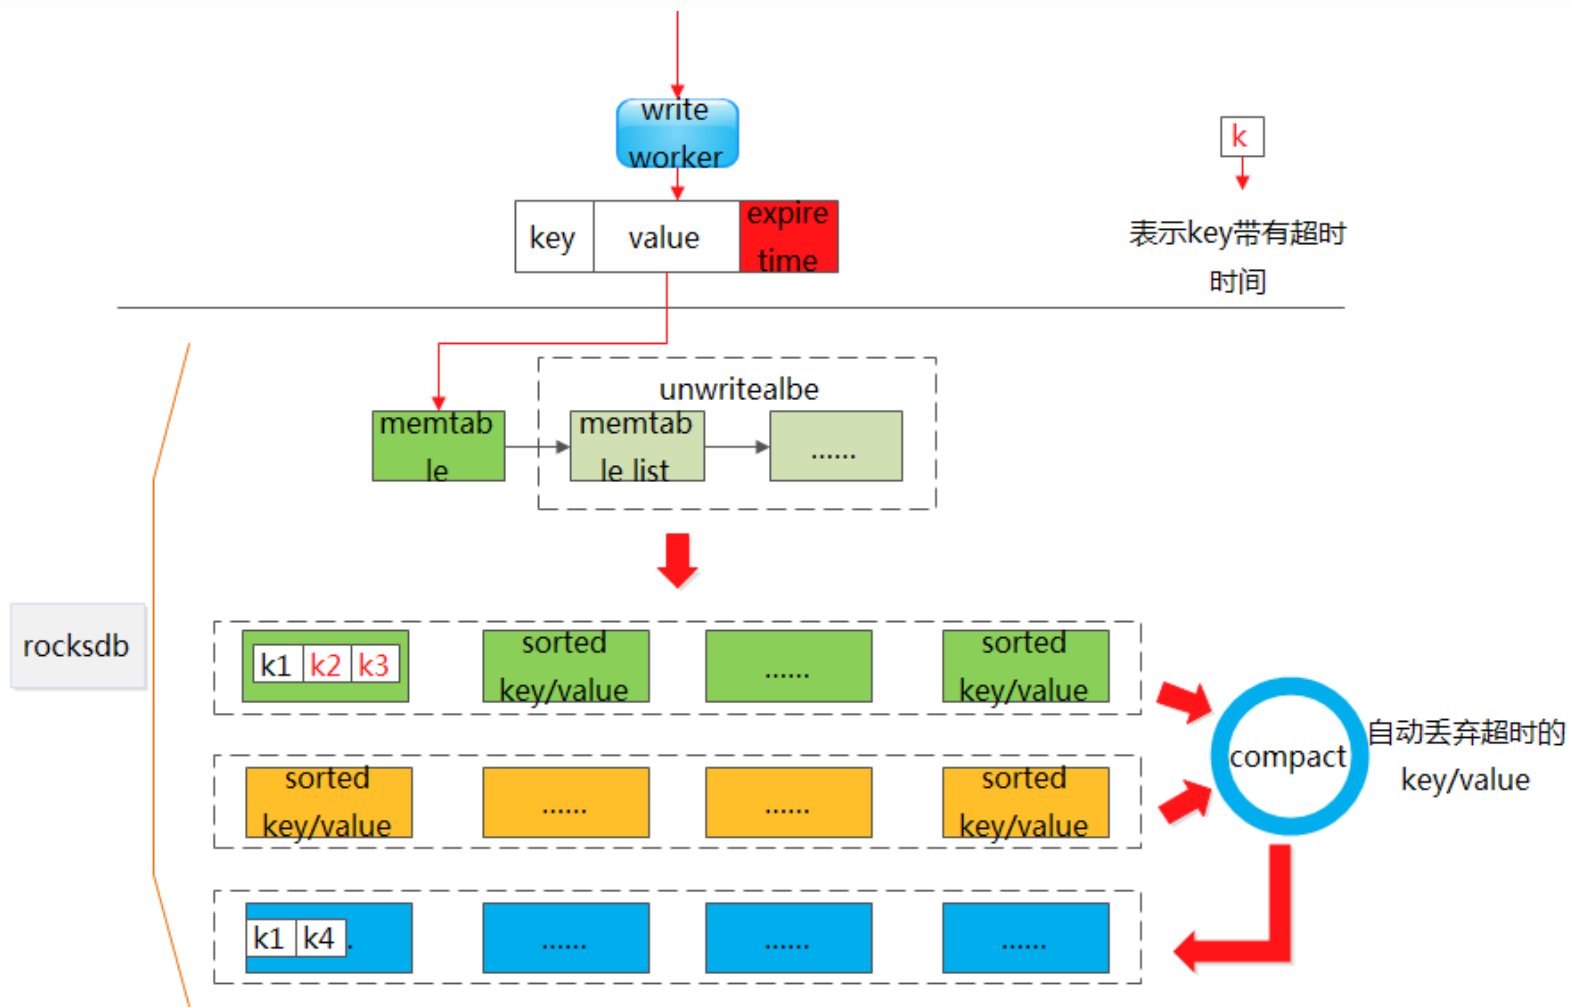 write
worker
k
key
value
expire
time
表示key带有超时
时间
unwritealbe
memtab
le
memtab
le list
......
rocksdb
k1 k2 k3
sorted
key/value
......
sorted
key/value
sorted
key/value
......
......
sorted
key/value
compact
自动丢弃超时的
key/value
k1 k4 .
......
......
......